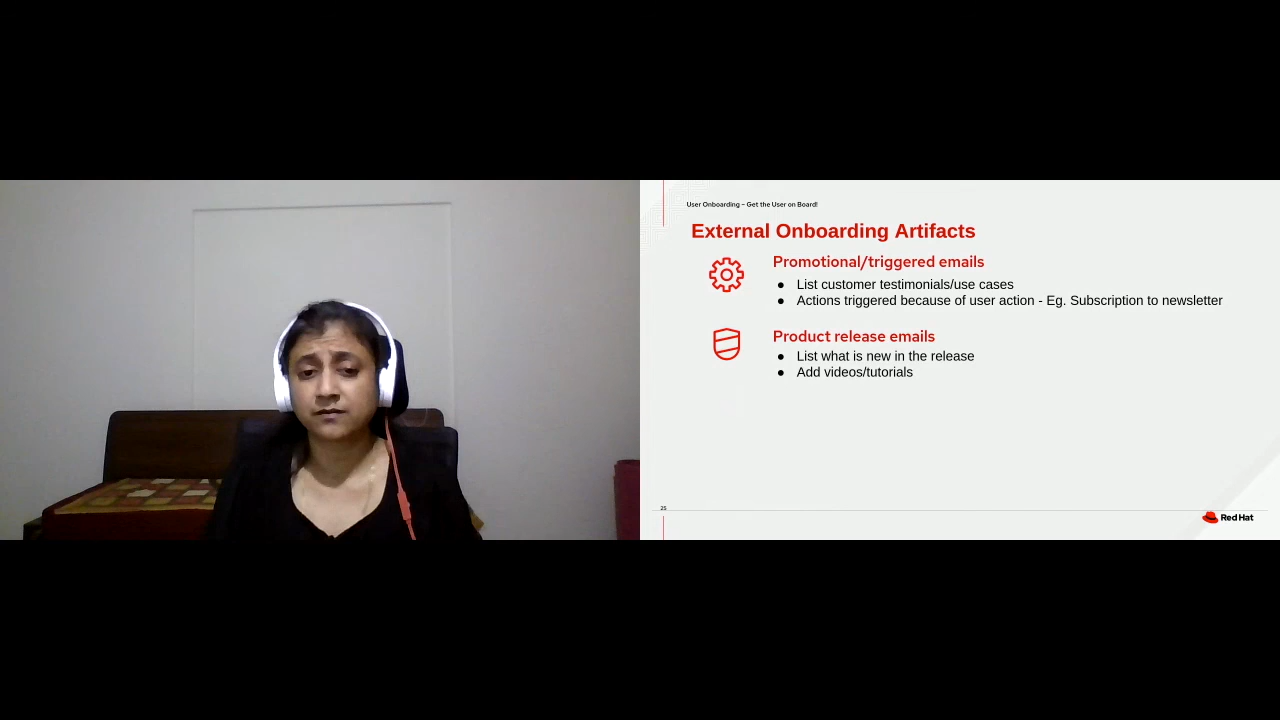 User Onboarding – Get the User on Board!
External Onboarding Artifacts
Promotional/triggered emails
● List customer testimonials/use cases
● Actions triggered because of user action - Eg. Subscription to newsletter
Product release emails
● List what is new in the release
● Add videos/tutorials
25
Red Hat